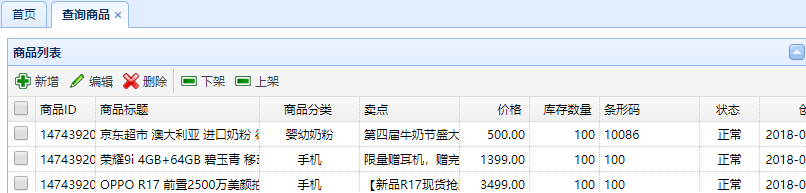 首页 查询商品
商品列表
新增 编辑 删除 下架 上架
商品ID 商品标题 商品分类 卖点 价格 库存数量 条形码 状态
14743920 京东超市 澳大利亚 进口奶粉 婴幼奶粉 第四届牛奶节盛大 500.00 100 10086 正常 2018-0
14743920 荣耀9i 4GB+64GB 碧玉青 移 手机 限量赠耳机，赠完 1399.00 100 100 正常 2018-0
14743920 OPPO R17 前置2500万美颜拍 手机 【新品R17现货抢 3499.00 100 100 正常 2018-0